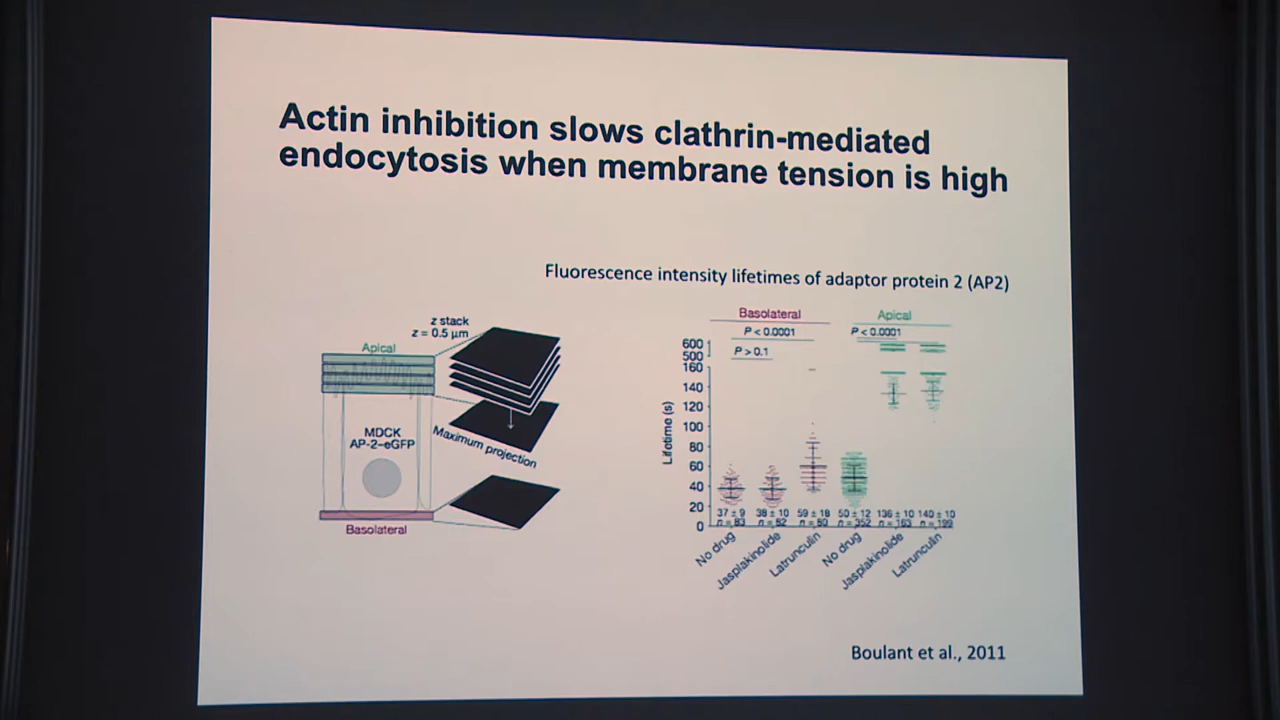 Actin inhibition slows clathrin-mediated
endocytosis when membrane tension is high
Fluorescence intensity lifetimes of adaptor protein 2 (AP2)
z stack
z = 0.5 µm
Apical
MDCK
AP-2–eGFP
Maximum projection
Basolateral
Basolateral
Apical
P < 0.0001
P < 0.0001
P > 0.1
Lifetime (s)
600
500
160
140
120
100
80
60
40
20
0
37 ± 9 38 ± 10 59 ± 18 50 ± 12 136 ± 10 140 ± 10
n = 83 n = 82 n = 80 n = 352 n = 163 n = 199
No drug
Jasplakinolide
Latrunculin
No drug
Jasplakinolide
Latrunculin
Boulant et al., 2011